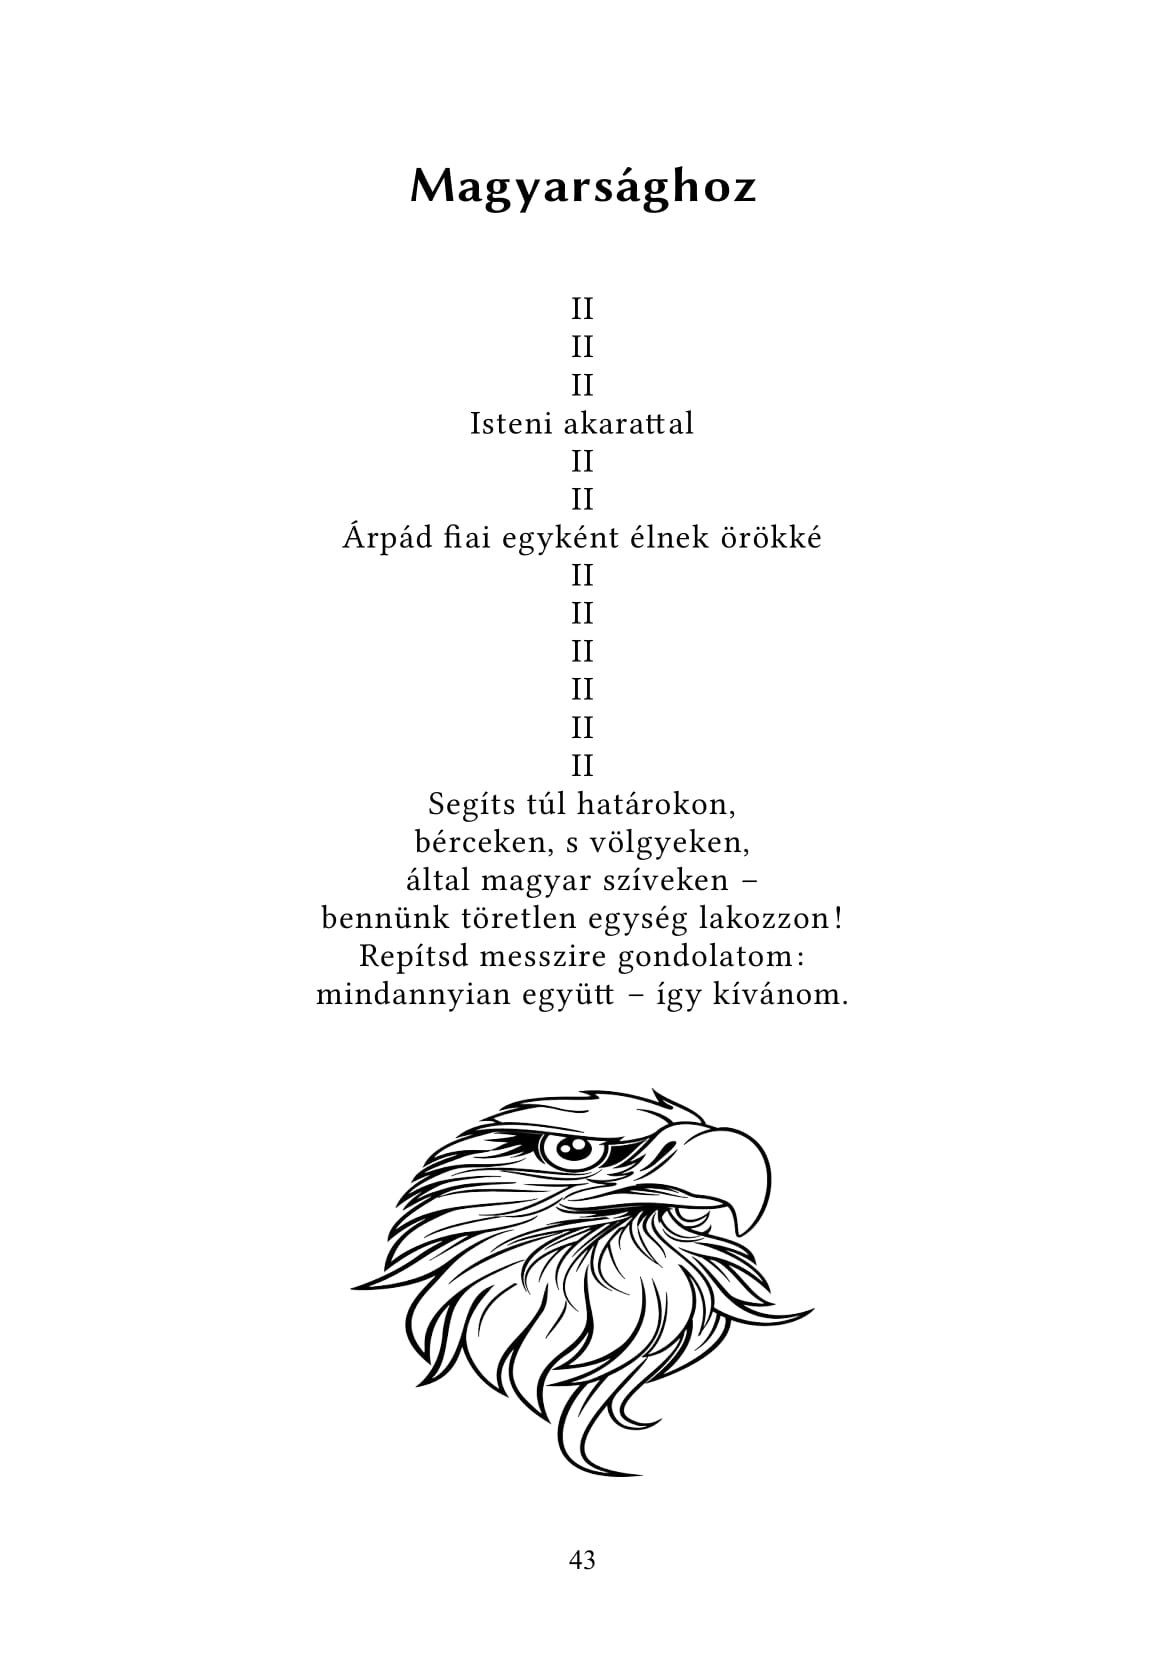 Magyarsághoz
II
II
II
Isteni akarattal
II
II
Árpád fiai egyként élnek örökké
II
II
II
II
II
II
Segíts túl határokon,
bérceken, s völgyeken,
által magyar szíveken –
bennünk töretlen egység lakozzon!
Repítsd messzire gondolatom:
mindannyian együtt – így kívánom.
43